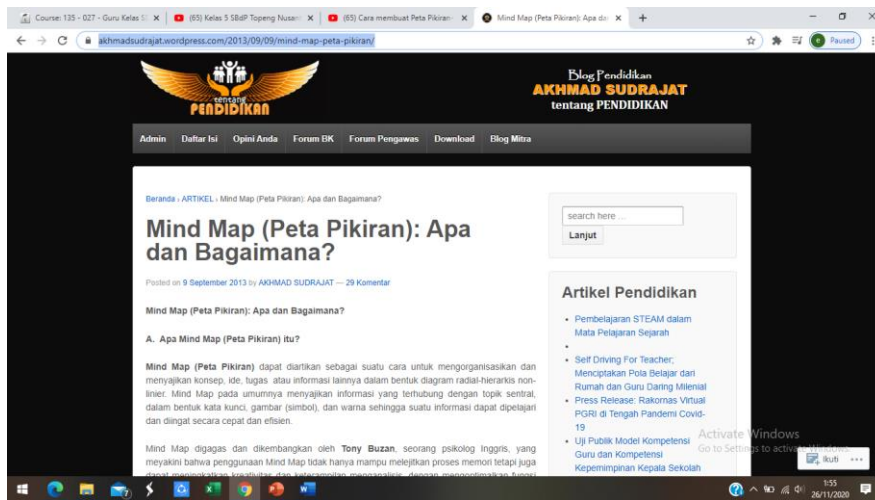 Course: 135 - 027 - Guru Kelas S
(65) Kelas 5 SBdP Topeng Nusan
(65) Cara membuat Peta Pikiran
Mind Map (Peta Pikiran): Apa da
akhmadsudrajat.wordpress.com/2013/09/09/mind-map-peta-pikiran/
Paused
tentang
PENDIDIKAN
Blog Pendidikan
AKHMAD SUDRAJAT
tentang PENDIDIKAN
Admin Daftar Isi Opini Anda Forum BK Forum Pengawas Download Blog Mitra
Beranda › ARTIKEL › Mind Map (Peta Pikiran): Apa dan Bagaimana?
Mind Map (Peta Pikiran): Apa
dan Bagaimana?
Posted on 9 September 2013 by AKHMAD SUDRAJAT — 29 Komentar
Mind Map (Peta Pikiran): Apa dan Bagaimana?
A. Apa Mind Map (Peta Pikiran) itu?
Mind Map (Peta Pikiran) dapat diartikan sebagai suatu cara untuk mengorganisasikan dan
menyajikan konsep, ide, tugas atau informasi lainnya dalam bentuk diagram radial-hierarkis non-
linier. Mind Map pada umumnya menyajikan informasi yang terhubung dengan topik sentral,
dalam bentuk kata kunci, gambar (simbol), dan warna sehingga suatu informasi dapat dipelajari
dan diingat secara cepat dan efisien.
Mind Map digagas dan dikembangkan oleh Tony Buzan, seorang psikolog Inggris, yang
meyakini bahwa penggunaan Mind Map tidak hanya mampu melejitkan proses memori tetapi juga
dapat meningkatkan kreativitas dan keterampilan menganalisis, dengan mengoptimalkan fungsi
search here ...
Lanjut
Artikel Pendidikan
Pembelajaran STEAM dalam
Mata Pelajaran Sejarah
Self Driving For Teacher;
Menciptakan Pola Belajar dari
Rumah dan Guru Daring Milenial
Press Release: Rakornas Virtual
PGRI di Tengah Pandemi Covid-
19
Uji Publik Model Kompetensi
Guru dan Kompetensi
Kepemimpinan Kepala Sekolah
Activate Windows
Go to Settings to activate Windows.
Ikuti
1:55
26/11/2020